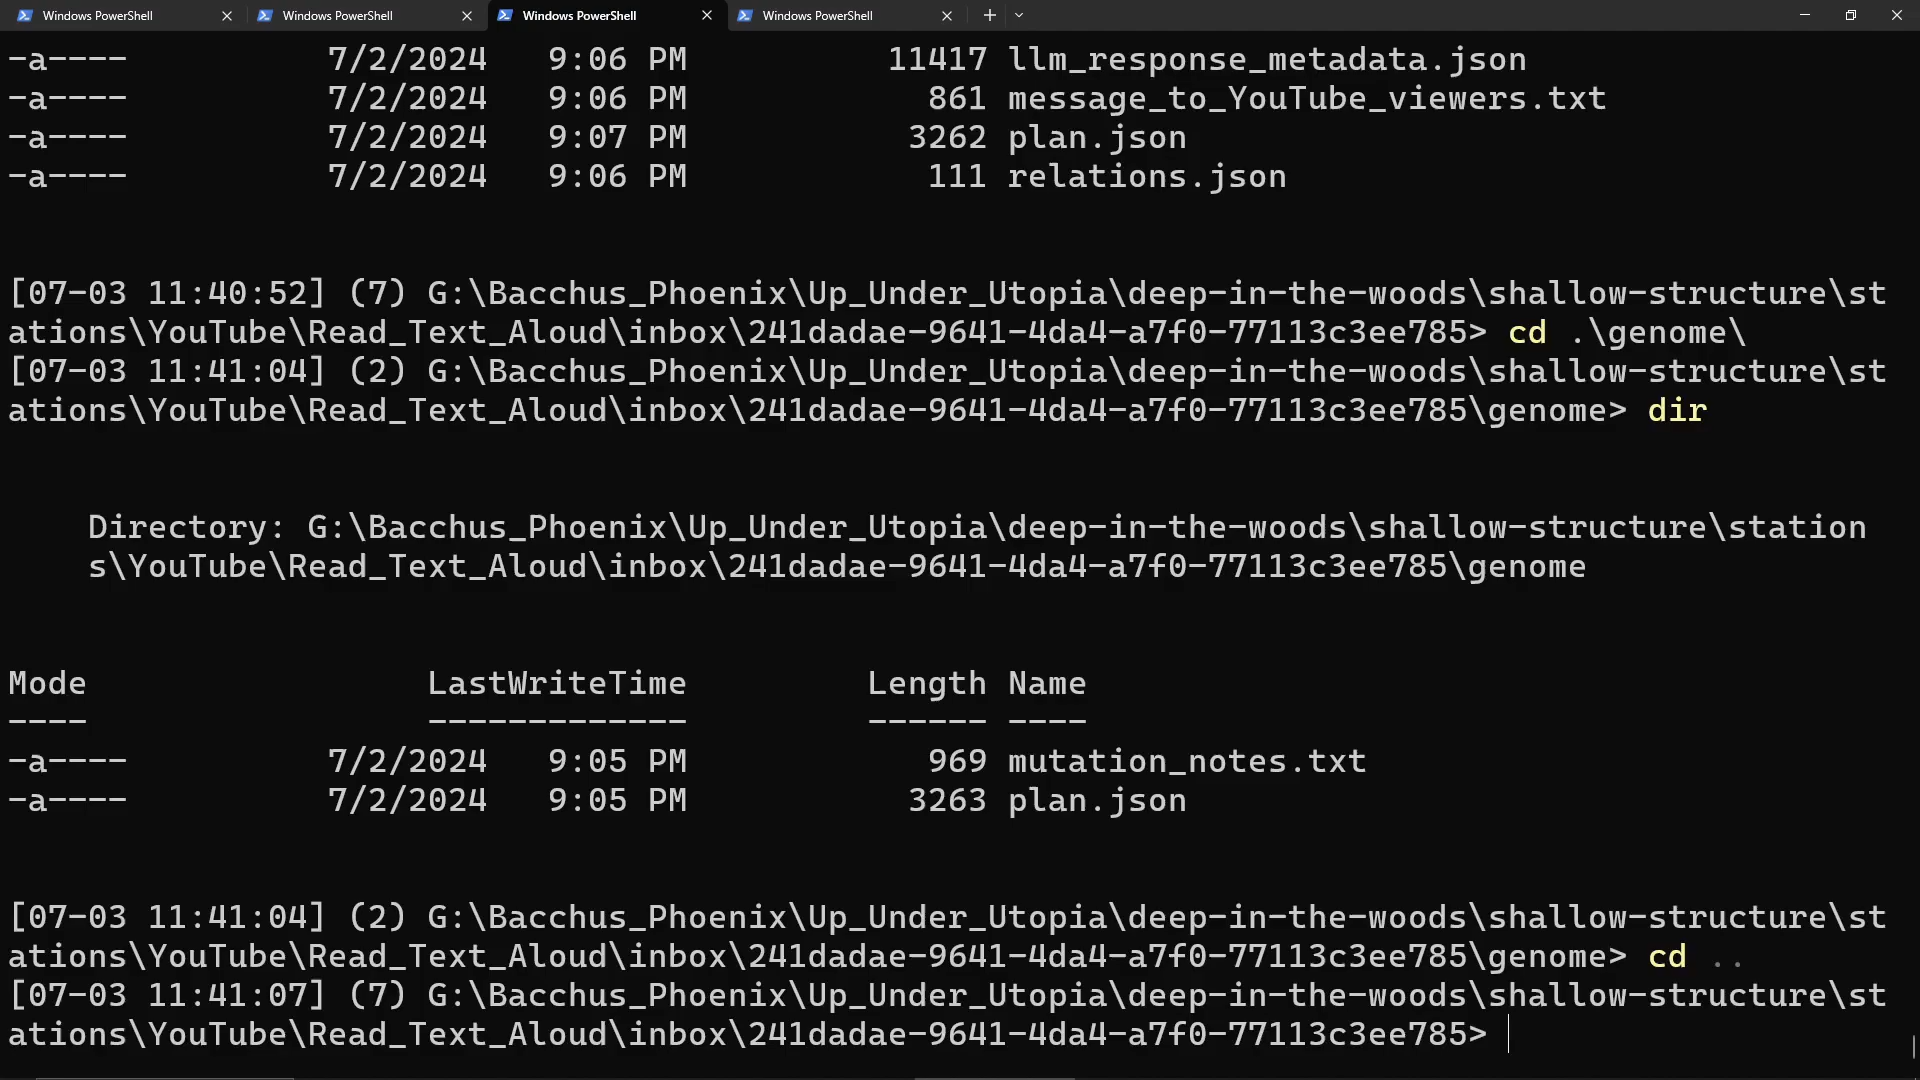 Windows PowerShell Windows PowerShell Windows PowerShell Windows PowerShell
-a---- 7/2/2024 9:06 PM 11417 llm_response_metadata.json
-a---- 7/2/2024 9:06 PM 861 message_to_YouTube_viewers.txt
-a---- 7/2/2024 9:07 PM 3262 plan.json
-a---- 7/2/2024 9:06 PM 111 relations.json
[07-03 11:40:52] (7) G:\Bacchus_Phoenix\Up_Under_Utopia\deep-in-the-woods\shallow-structure\st
ations\YouTube\Read_Text_Aloud\inbox\241dadae-9641-4da4-a7f0-77113c3ee785> cd .\genome\
[07-03 11:41:04] (2) G:\Bacchus_Phoenix\Up_Under_Utopia\deep-in-the-woods\shallow-structure\st
ations\YouTube\Read_Text_Aloud\inbox\241dadae-9641-4da4-a7f0-77113c3ee785\genome> dir
Directory: G:\Bacchus_Phoenix\Up_Under_Utopia\deep-in-the-woods\shallow-structure\station
s\YouTube\Read_Text_Aloud\inbox\241dadae-9641-4da4-a7f0-77113c3ee785\genome
Mode LastWriteTime Length Name
---- ------------- ------ ----
-a---- 7/2/2024 9:05 PM 969 mutation_notes.txt
-a---- 7/2/2024 9:05 PM 3263 plan.json
[07-03 11:41:04] (2) G:\Bacchus_Phoenix\Up_Under_Utopia\deep-in-the-woods\shallow-structure\st
ations\YouTube\Read_Text_Aloud\inbox\241dadae-9641-4da4-a7f0-77113c3ee785\genome> cd ..
[07-03 11:41:07] (7) G:\Bacchus_Phoenix\Up_Under_Utopia\deep-in-the-woods\shallow-structure\st
ations\YouTube\Read_Text_Aloud\inbox\241dadae-9641-4da4-a7f0-77113c3ee785>